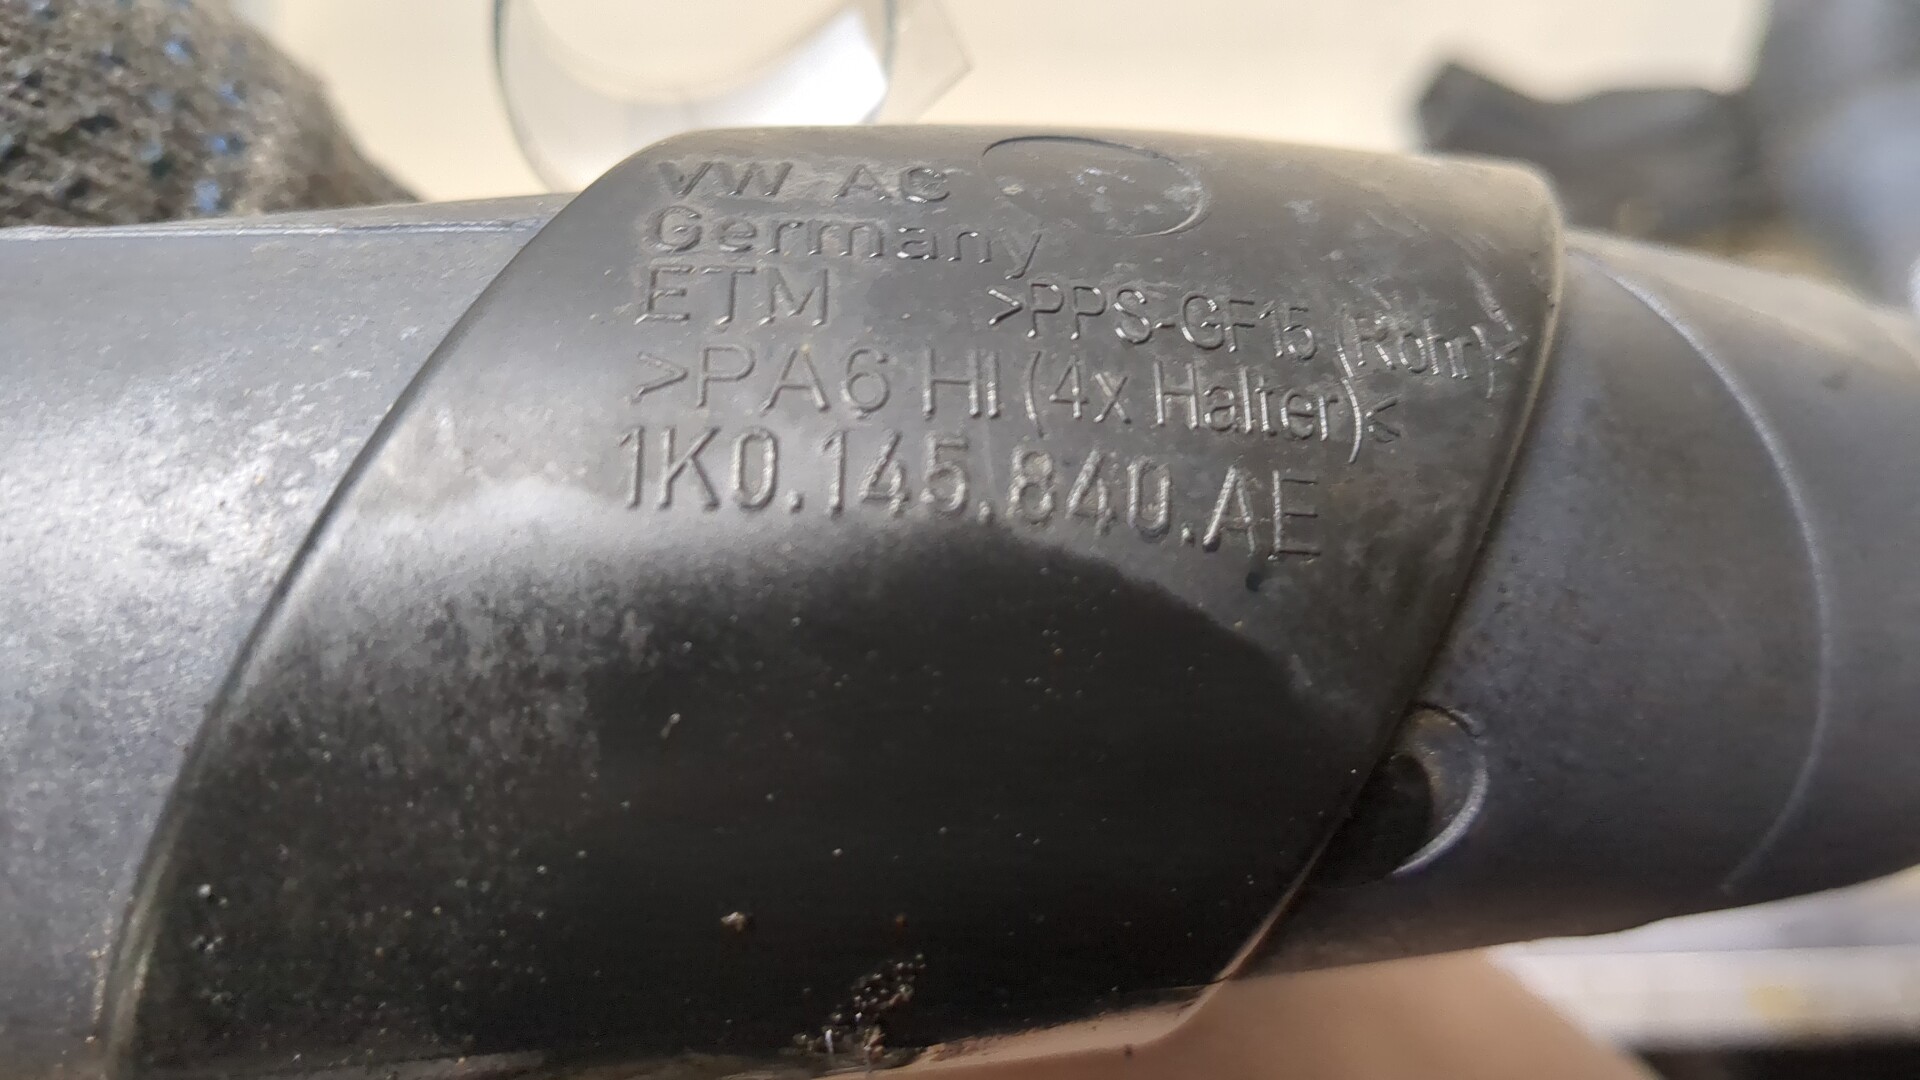 VW AG
Germany
ETM >PPS-GF15 (Rohr)<
>PA6 HI (4x Halter)<
1K0.145.840.AE